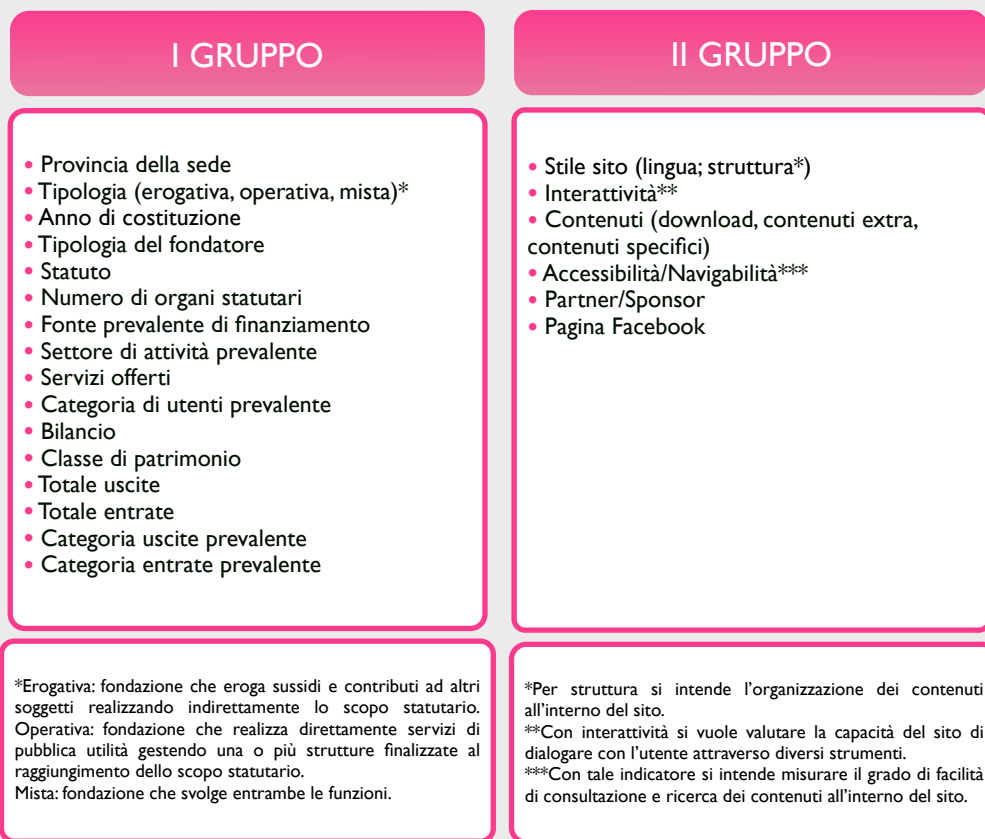 I GRUPPO
• Provincia della sede
• Tipologia (erogativa, operativa, mista)*
• Anno di costituzione
• Tipologia del fondatore
• Statuto
• Numero di organi statutari
• Fonte prevalente di finanziamento
• Settore di attività prevalente
• Servizi offerti
• Categoria di utenti prevalente
• Bilancio
• Classe di patrimonio
• Totale uscite
• Totale entrate
• Categoria uscite prevalente
• Categoria entrate prevalente
*Erogativa: fondazione che eroga sussidi e contributi ad altri
soggetti realizzando indirettamente lo scopo statutario.
Operativa: fondazione che realizza direttamente servizi di
pubblica utilità gestendo una o più strutture finalizzate al
raggiungimento dello scopo statutario.
Mista: fondazione che svolge entrambe le funzioni.
II GRUPPO
• Stile sito (lingua; struttura*)
• Interattività**
• Contenuti (download, contenuti extra,
contenuti specifici)
• Accessibilità/Navigabilità***
• Partner/Sponsor
• Pagina Facebook
*Per struttura si intende l’organizzazione dei contenuti
all’interno del sito.
**Con interattività si vuole valutare la capacità del sito di
dialogare con l’utente attraverso diversi strumenti.
***Con tale indicatore si intende misurare il grado di facilità
di consultazione e ricerca dei contenuti all’interno del sito.